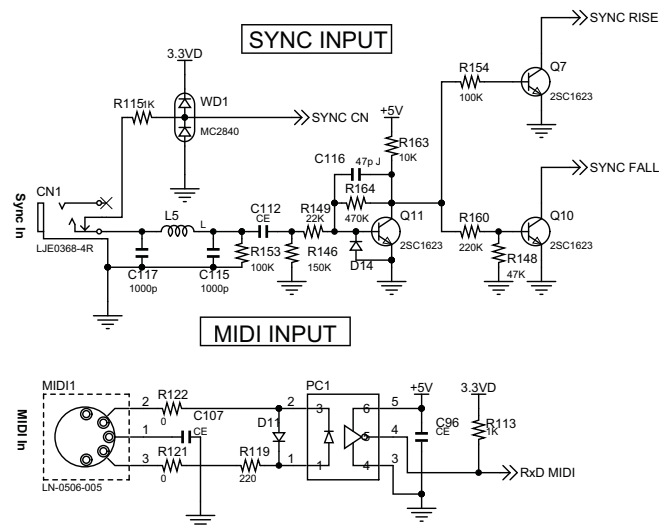 SYNC INPUT
SYNC RISE
3.3VD
R154
Q7
100K
2SC1623
R115 1K
WD1
MC2840
SYNC CN
+5V
R163
10K
C116
47p J
SYNC FALL
CN1
Sync In
LJE0368-4R
L5
L
C112
CE
R149
22K
R164
470K
Q11
2SC1623
R160
220K
Q10
2SC1623
R153
100K
R146
150K
D14
R148
47K
C117
1000p
C115
1000p
MIDI INPUT
MIDI In
MIDI1
LN-0506-005
2
R122
0
1
C107
CE
3
R121
0
R119
220
D11
PC1
2
3
1
1
6
5
5
4
4
3
+5V
C96
CE
3.3VD
R113
1K
RxD MIDI